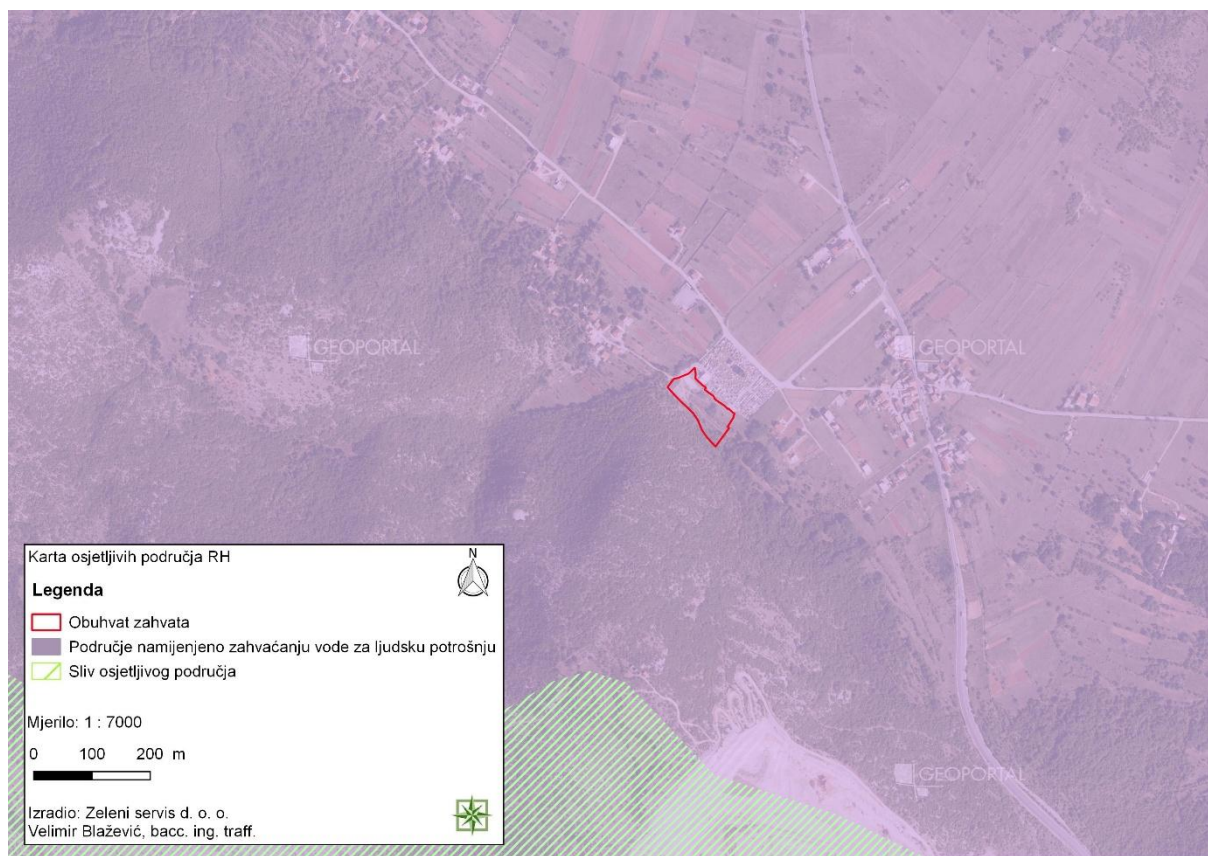 GEOPORTAL
GEOPORTAL
Karta osjetljivih područja RH
N
Legenda
Obuhvat zahvata
Područje namijenjeno zahvaćanju vode za ljudsku potrošnju
Sliv osjetljivog područja
Mjerilo: 1 : 7000
0 100 200 m
GEOPORTAL
Izradio: Zeleni servis d. o. o.
Velimir Blažević, bacc. ing. traff.